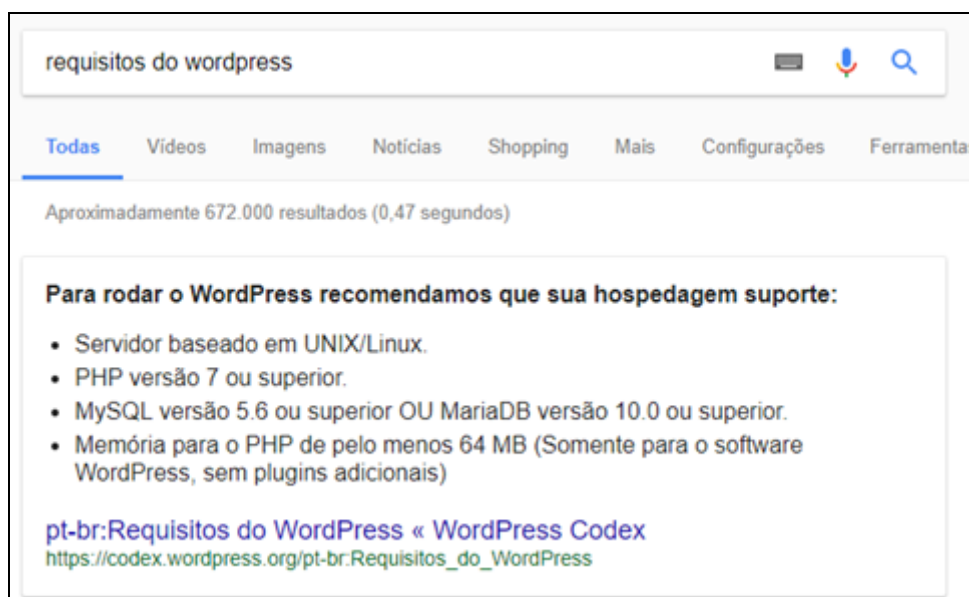 requisitos do wordpress
Todas Vídeos Imagens Notícias Shopping Mais Configurações Ferramentas
Aproximadamente 672.000 resultados (0,47 segundos)
Para rodar o WordPress recomendamos que sua hospedagem suporte:
• Servidor baseado em UNIX/Linux.
• PHP versão 7 ou superior.
• MySQL versão 5.6 ou superior OU MariaDB versão 10.0 ou superior.
• Memória para o PHP de pelo menos 64 MB (Somente para o software
WordPress, sem plugins adicionais)
pt-br:Requisitos do WordPress « WordPress Codex
https://codex.wordpress.org/pt-br:Requisitos_do_WordPress